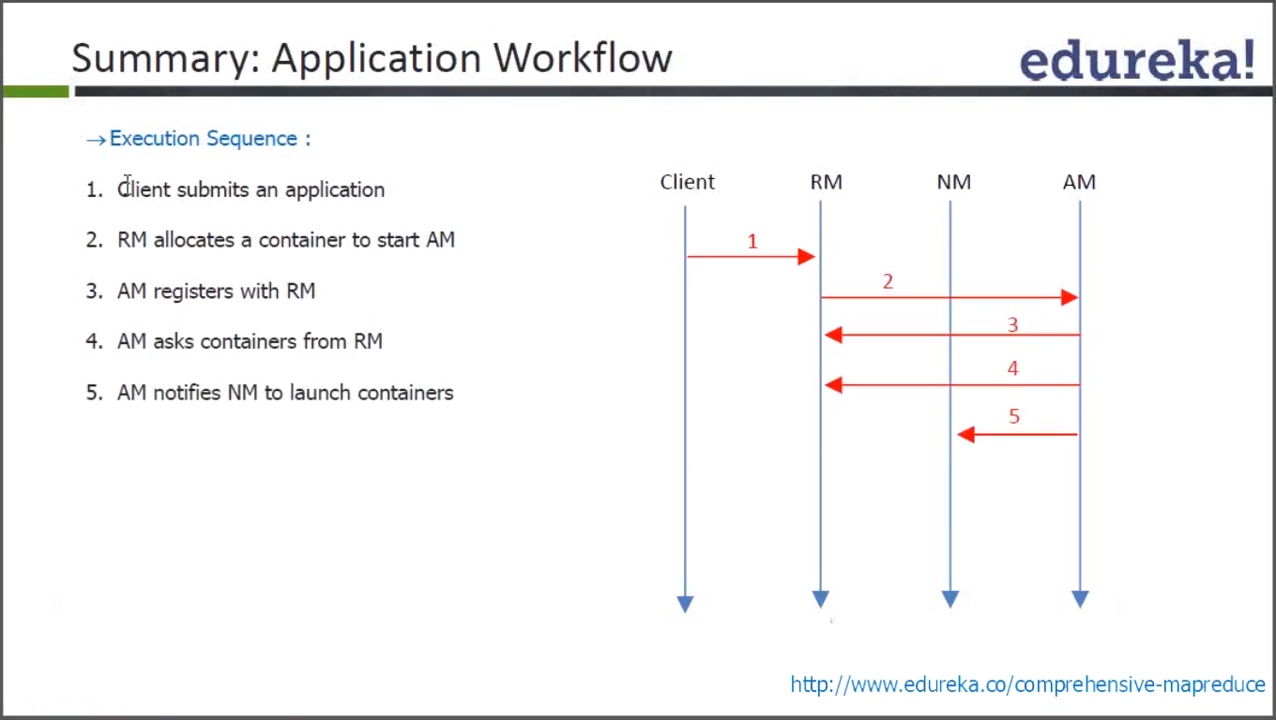 Summary: Application Workflow
edureka!
→Execution Sequence :
1. Client submits an application
2. RM allocates a container to start AM
3. AM registers with RM
4. AM asks containers from RM
5. AM notifies NM to launch containers
Client RM NM AM
1
2
3
4
5
http://www.edureka.co/comprehensive-mapreduce